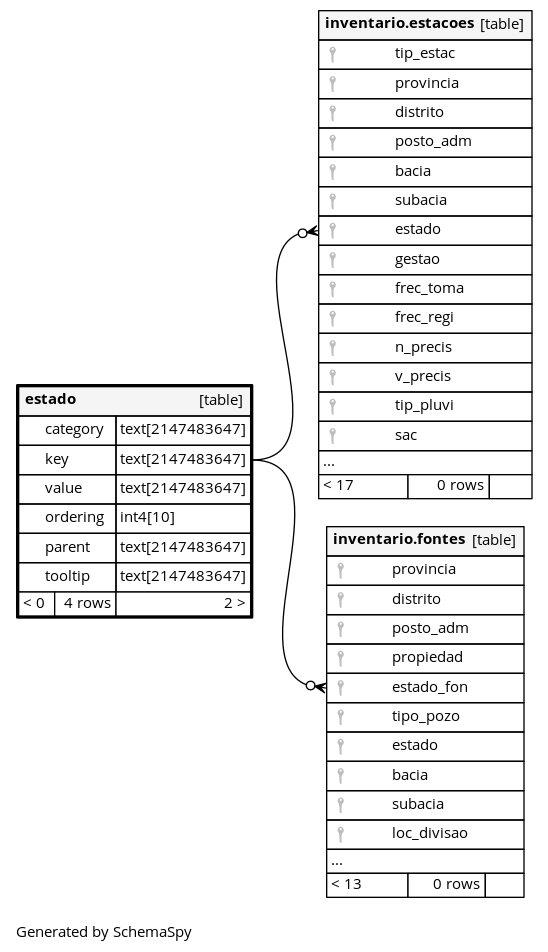 inventario.estacoes [table]
tip_estac
provincia
distrito
posto_adm
bacia
subacia
estado
gestao
frec_toma
frec_regi
n_precis
v_precis
tip_pluvi
sac
...
< 17 0 rows
estado [table]
category text[2147483647]
key text[2147483647]
value text[2147483647]
ordering int4[10]
parent text[2147483647]
tooltip text[2147483647]
< 0 4 rows 2 >
inventario.fontes [table]
provincia
distrito
posto_adm
propiedad
estado_fon
tipo_pozo
estado
bacia
subacia
loc_divisao
...
< 13 0 rows
Generated by SchemaSpy